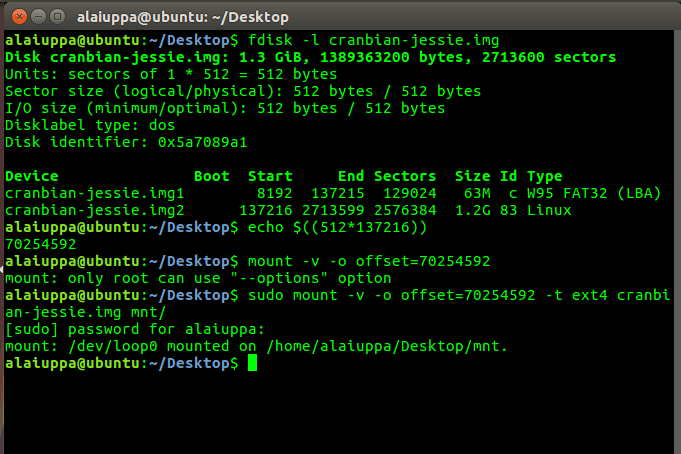 alaiuppa@ubuntu: ~/Desktop
alaiuppa@ubuntu:~/Desktop$ fdisk -l cranbian-jessie.img
Disk cranbian-jessie.img: 1.3 GiB, 1389363200 bytes, 2713600 sectors
Units: sectors of 1 * 512 = 512 bytes
Sector size (logical/physical): 512 bytes / 512 bytes
I/O size (minimum/optimal): 512 bytes / 512 bytes
Disklabel type: dos
Disk identifier: 0x5a7089a1
Device Boot Start End Sectors Size Id Type
cranbian-jessie.img1 8192 137215 129024 63M c W95 FAT32 (LBA)
cranbian-jessie.img2 137216 2713599 2576384 1.2G 83 Linux
alaiuppa@ubuntu:~/Desktop$ echo $((512*137216))
70254592
alaiuppa@ubuntu:~/Desktop$ mount -v -o offset=70254592
mount: only root can use "--options" option
alaiuppa@ubuntu:~/Desktop$ sudo mount -v -o offset=70254592 -t ext4 cranbi
an-jessie.img mnt/
[sudo] password for alaiuppa:
mount: /dev/loop0 mounted on /home/alaiuppa/Desktop/mnt.
alaiuppa@ubuntu:~/Desktop$